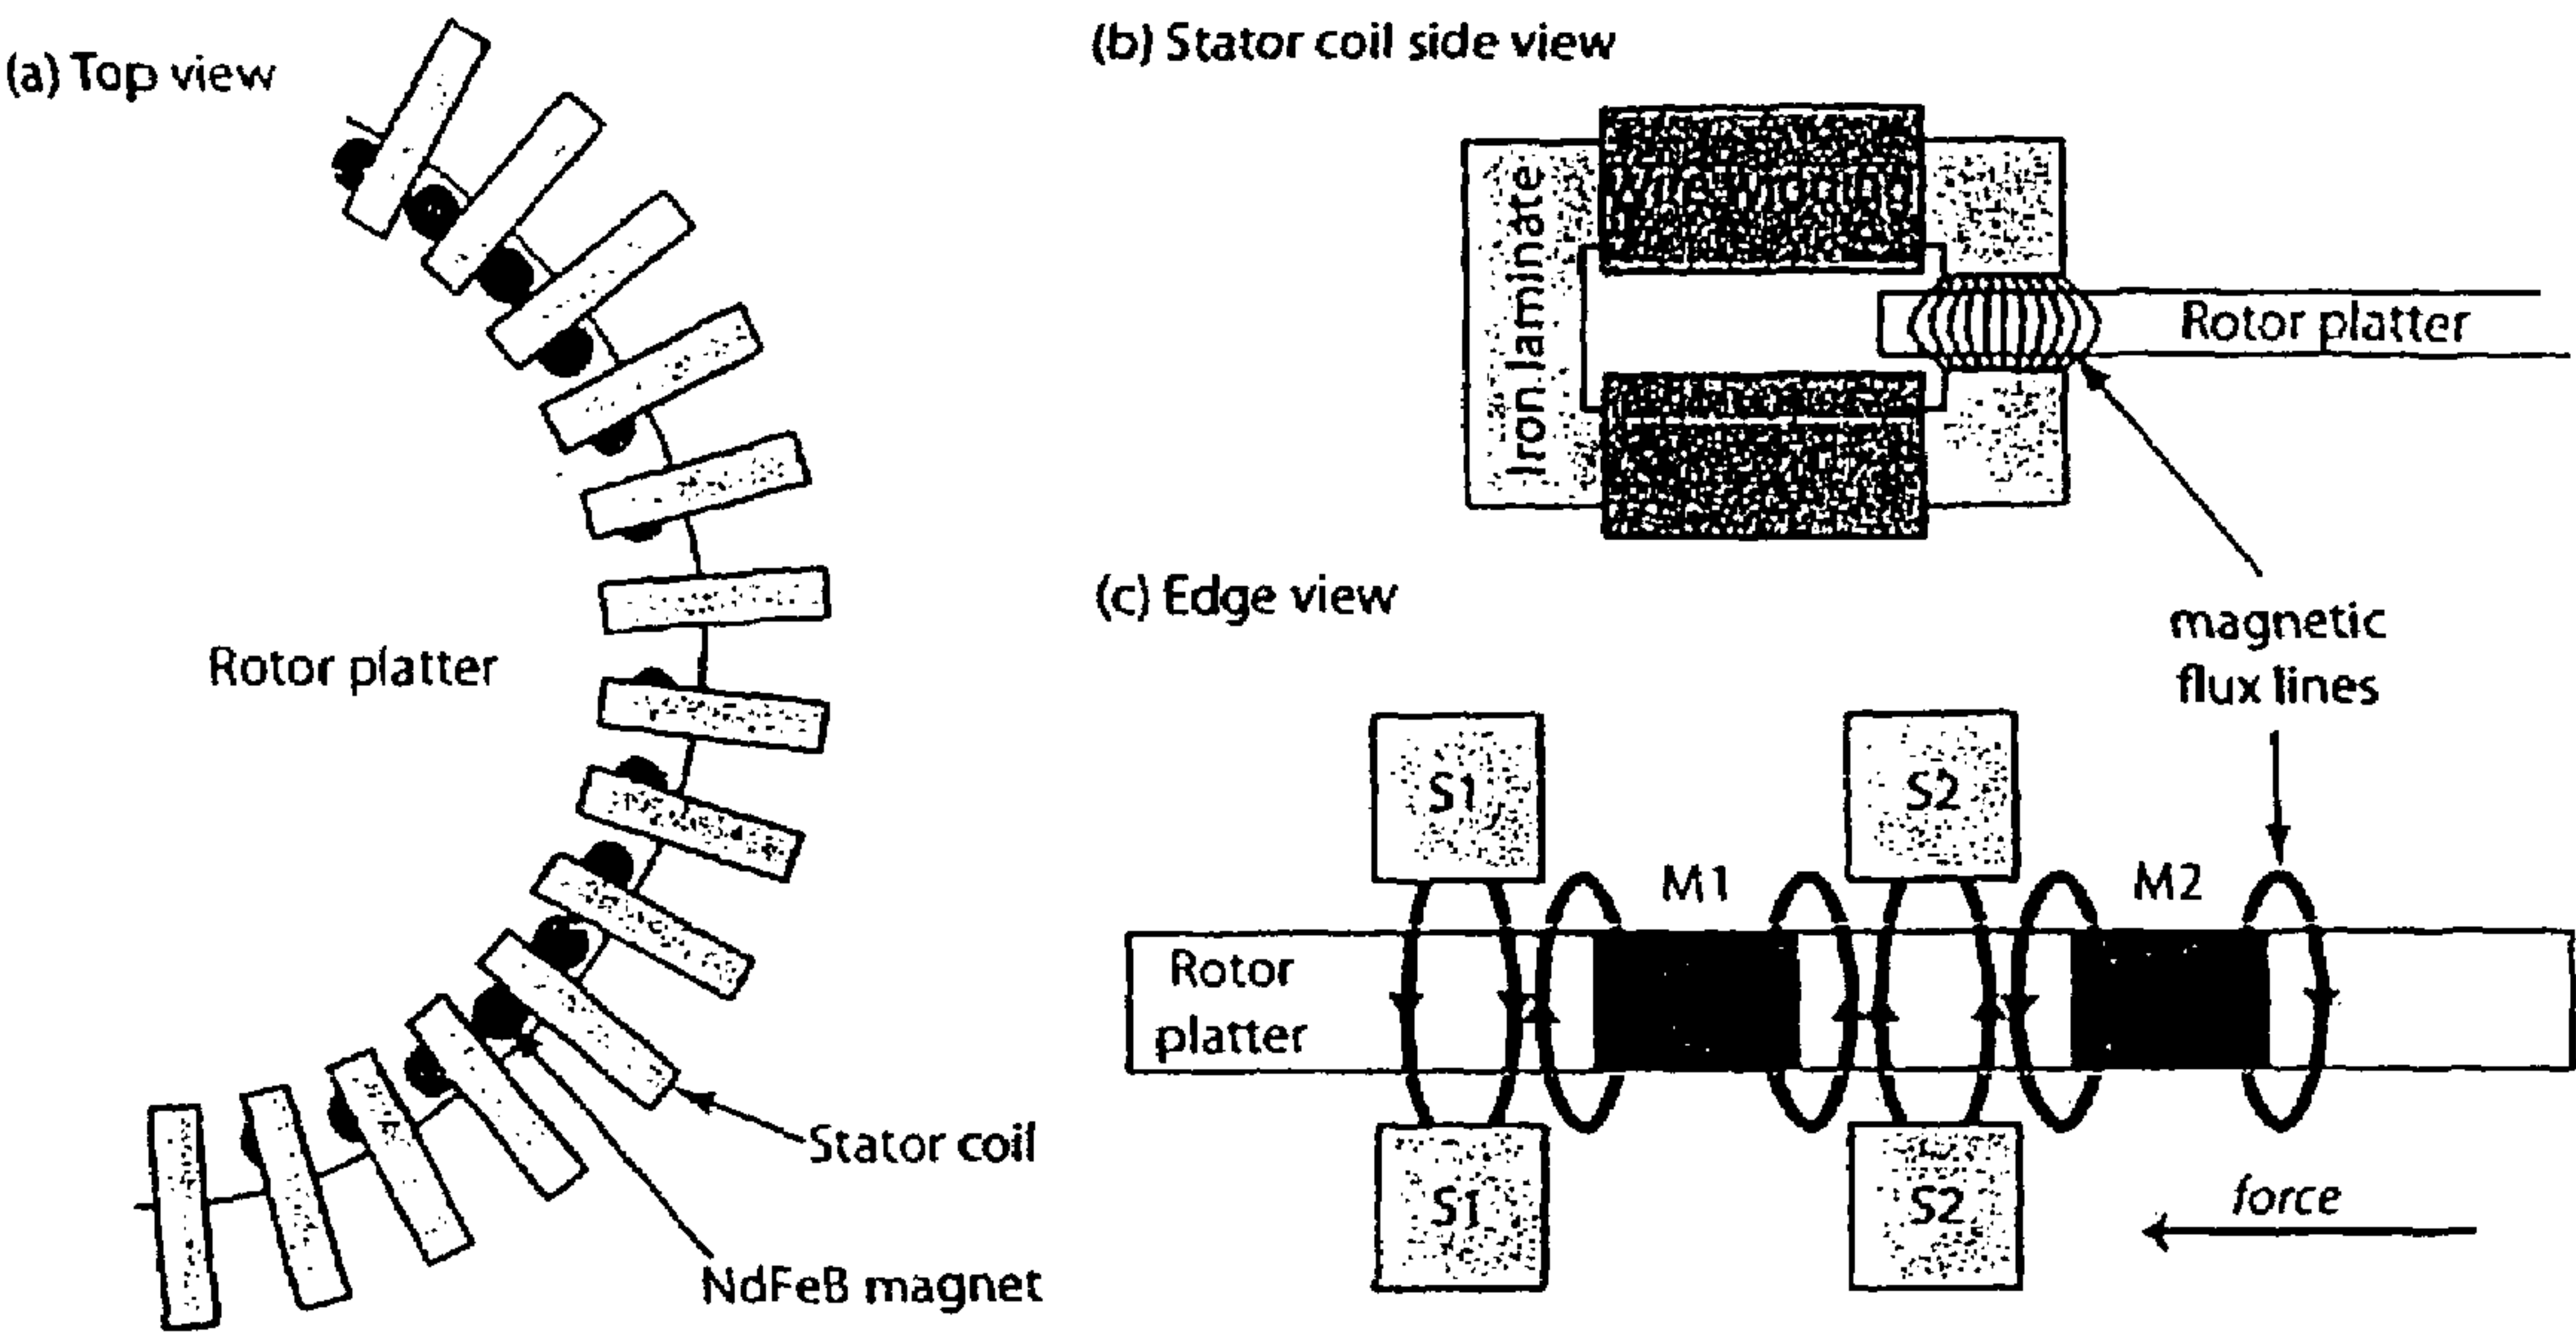 (a) Top view
Rotor platter
Stator coil
NdFeB magnet
(b) Stator coil side view
Iron laminate
Wire winding
Rotor platter
magnetic
flux lines
(c) Edge view
S1
S2
M1
M2
Rotor
platter
S1
S2
force